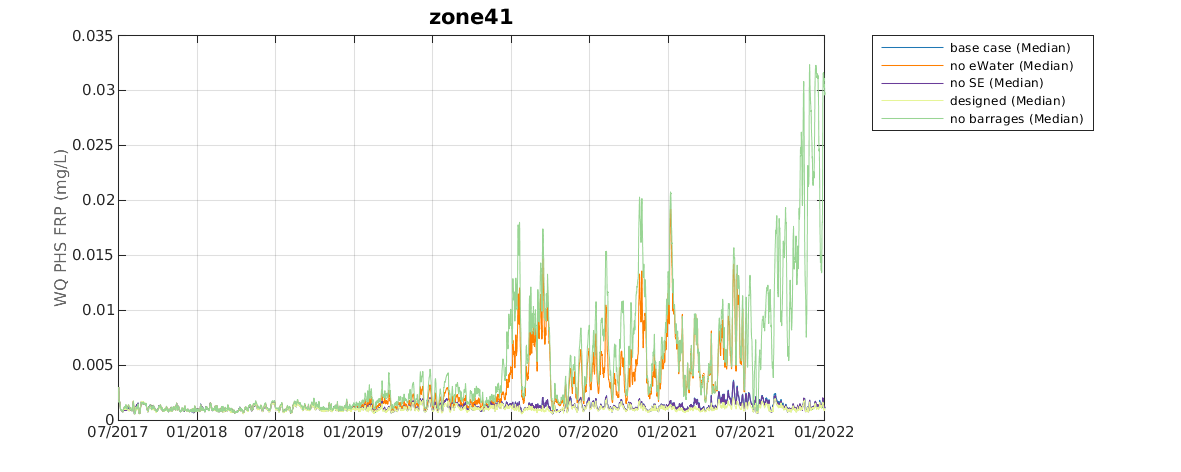 zone41
0.035
0.03
0.025
0.02
0.015
0.01
0.005
0
WQ PHS FRP (mg/L)
07/2017 01/2018 07/2018 01/2019 07/2019 01/2020 07/2020 01/2021 07/2021 01/2022
base case (Median)
no eWater (Median)
no SE (Median)
designed (Median)
no barrages (Median)